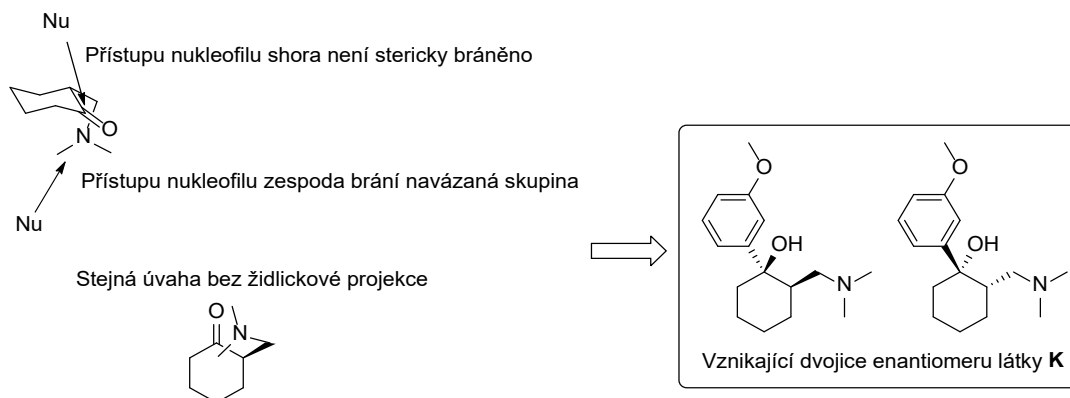 Nu
Přístupu nukleofilu shora není stericky bráněno
O
N
Přístupu nukleofilu zespoda brání navázaná skupina
Nu
Stejná úvaha bez židlickové projekce
O
N
O
OH
N
O
OH
N
Vznikající dvojice enantiomeru látky K